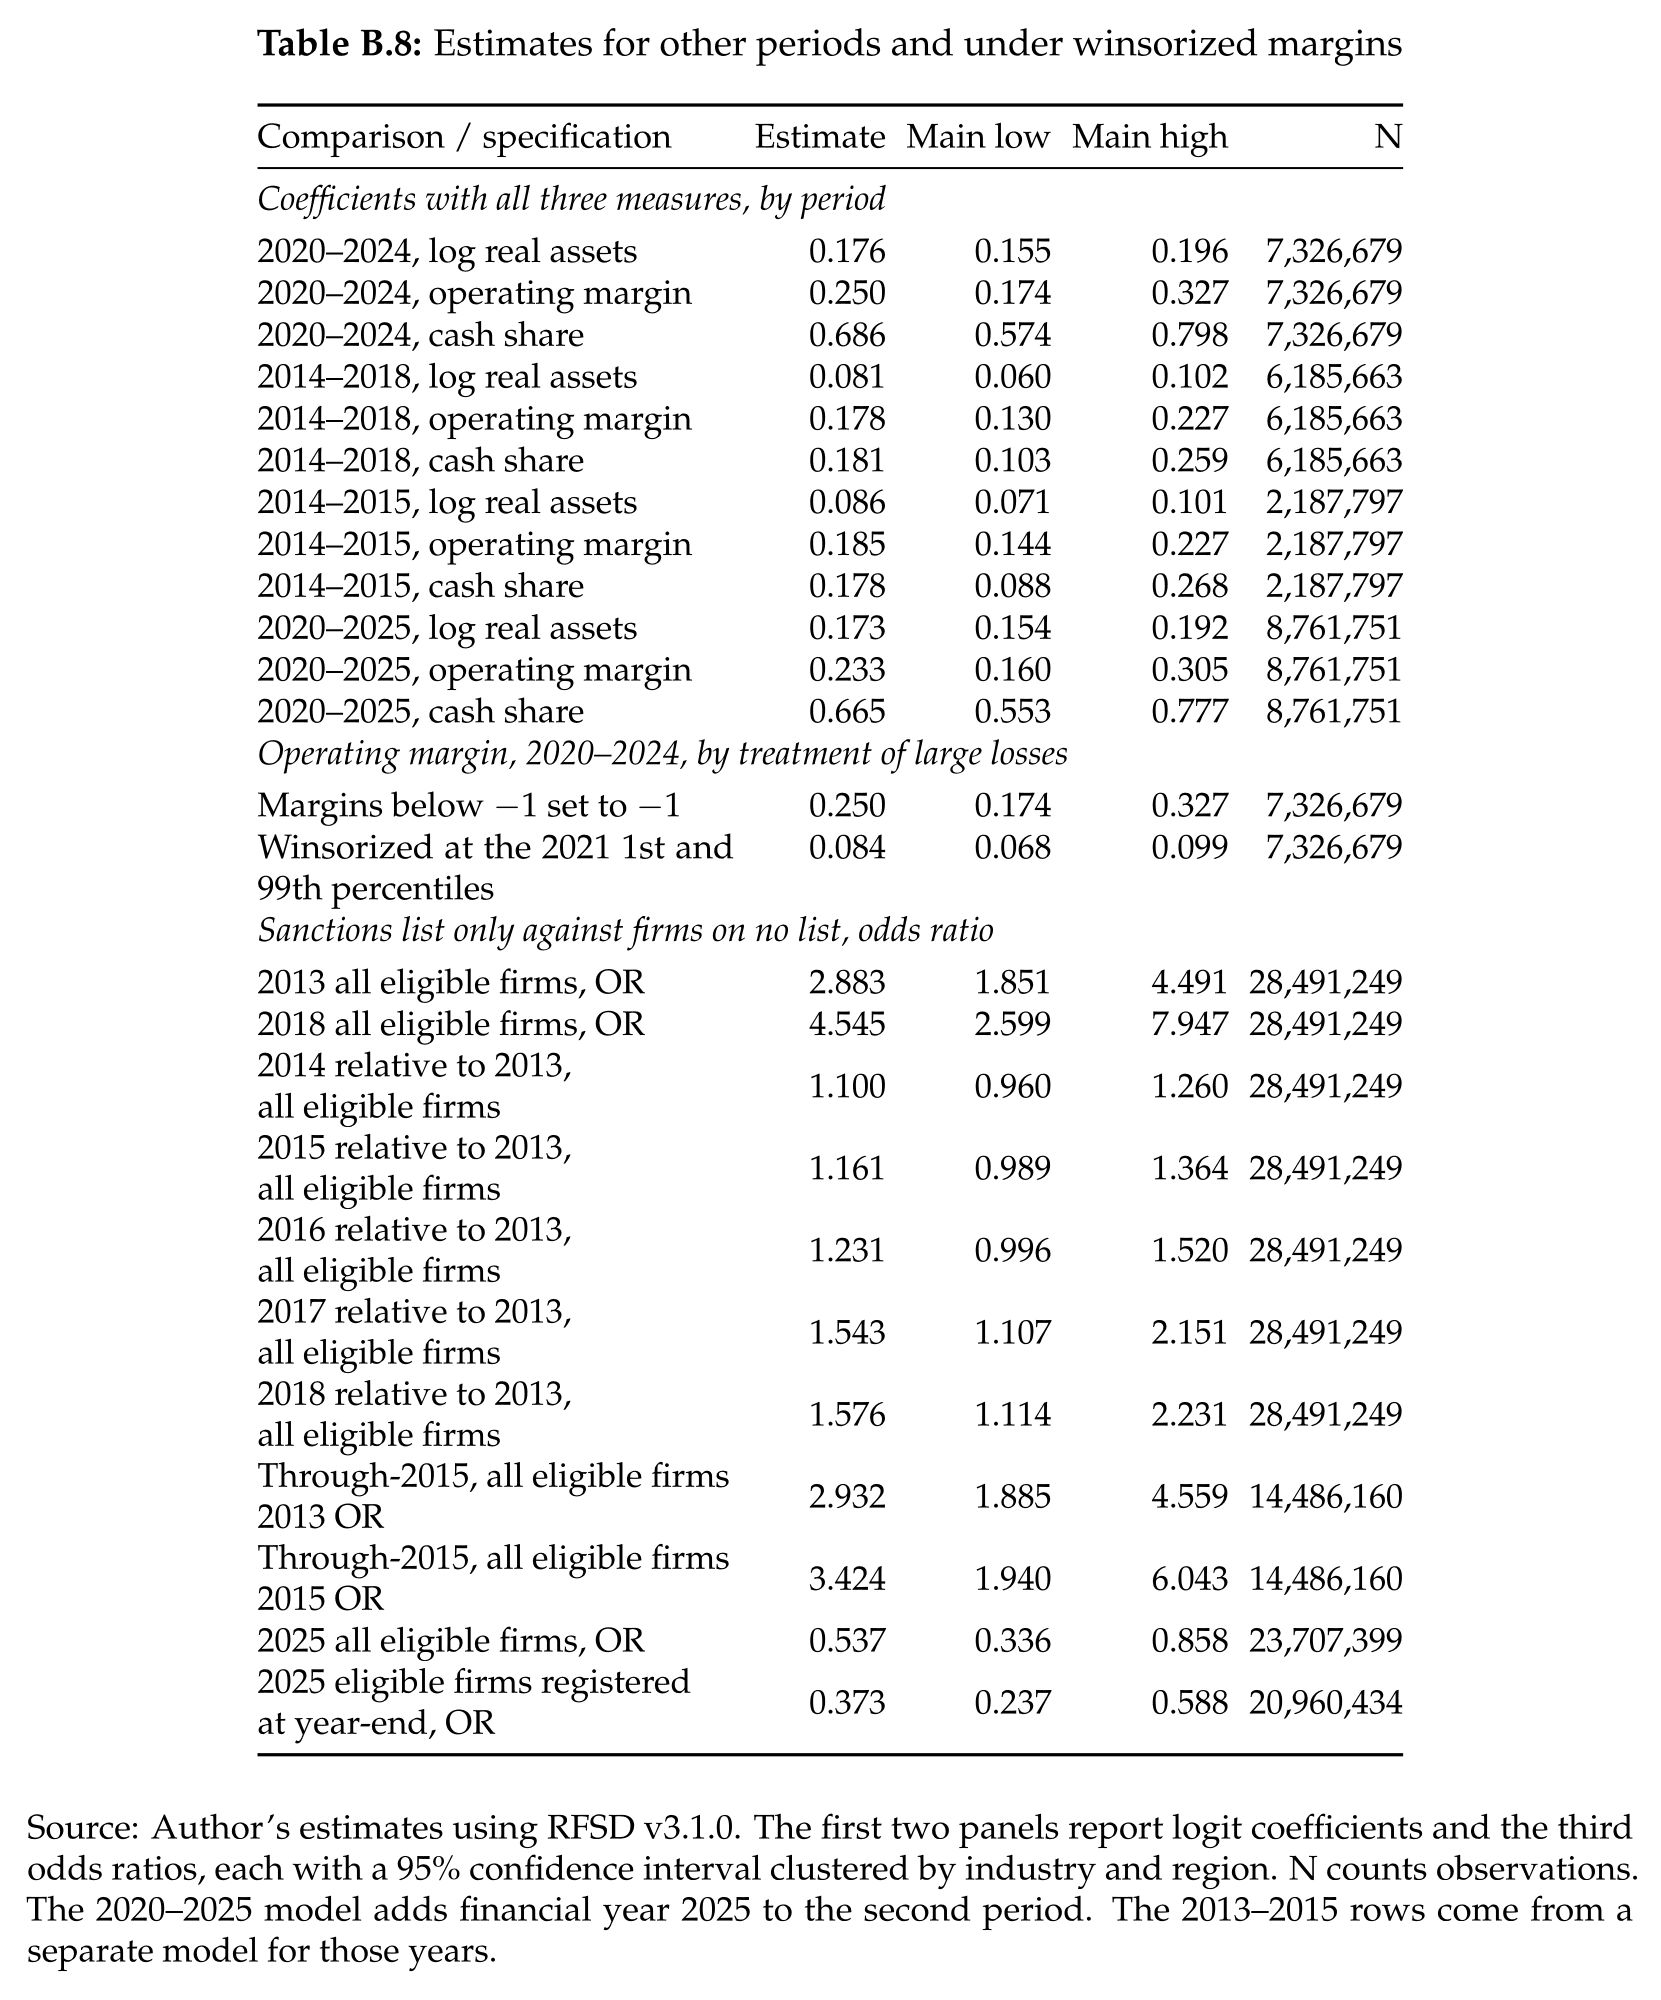 Table B.8: Estimates for other periods and under winsorized margins
Comparison / specification Estimate Main low Main high N
Coefficients with all three measures, by period
2020–2024, log real assets 0.176 0.155 0.196 7,326,679
2020–2024, operating margin 0.250 0.174 0.327 7,326,679
2020–2024, cash share 0.686 0.574 0.798 7,326,679
2014–2018, log real assets 0.081 0.060 0.102 6,185,663
2014–2018, operating margin 0.178 0.130 0.227 6,185,663
2014–2018, cash share 0.181 0.103 0.259 6,185,663
2014–2015, log real assets 0.086 0.071 0.101 2,187,797
2014–2015, operating margin 0.185 0.144 0.227 2,187,797
2014–2015, cash share 0.178 0.088 0.268 2,187,797
2020–2025, log real assets 0.173 0.154 0.192 8,761,751
2020–2025, operating margin 0.233 0.160 0.305 8,761,751
2020–2025, cash share 0.665 0.553 0.777 8,761,751
Operating margin, 2020–2024, by treatment of large losses
Margins below −1 set to −1 0.250 0.174 0.327 7,326,679
Winsorized at the 2021 1st and 0.084 0.068 0.099 7,326,679
99th percentiles
Sanctions list only against firms on no list, odds ratio
2013 all eligible firms, OR 2.883 1.851 4.491 28,491,249
2018 all eligible firms, OR 4.545 2.599 7.947 28,491,249
2014 relative to 2013,
all eligible firms 1.100 0.960 1.260 28,491,249
2015 relative to 2013,
all eligible firms 1.161 0.989 1.364 28,491,249
2016 relative to 2013,
all eligible firms 1.231 0.996 1.520 28,491,249
2017 relative to 2013,
all eligible firms 1.543 1.107 2.151 28,491,249
2018 relative to 2013,
all eligible firms 1.576 1.114 2.231 28,491,249
Through-2015, all eligible firms
2013 OR 2.932 1.885 4.559 14,486,160
Through-2015, all eligible firms
2015 OR 3.424 1.940 6.043 14,486,160
2025 all eligible firms, OR 0.537 0.336 0.858 23,707,399
2025 eligible firms registered
at year-end, OR 0.373 0.237 0.588 20,960,434
Source: Author's estimates using RFSD v3.1.0. The first two panels report logit coefficients and the third
odds ratios, each with a 95% confidence interval clustered by industry and region. N counts observations.
The 2020–2025 model adds financial year 2025 to the second period. The 2013–2015 rows come from a
separate model for those years.